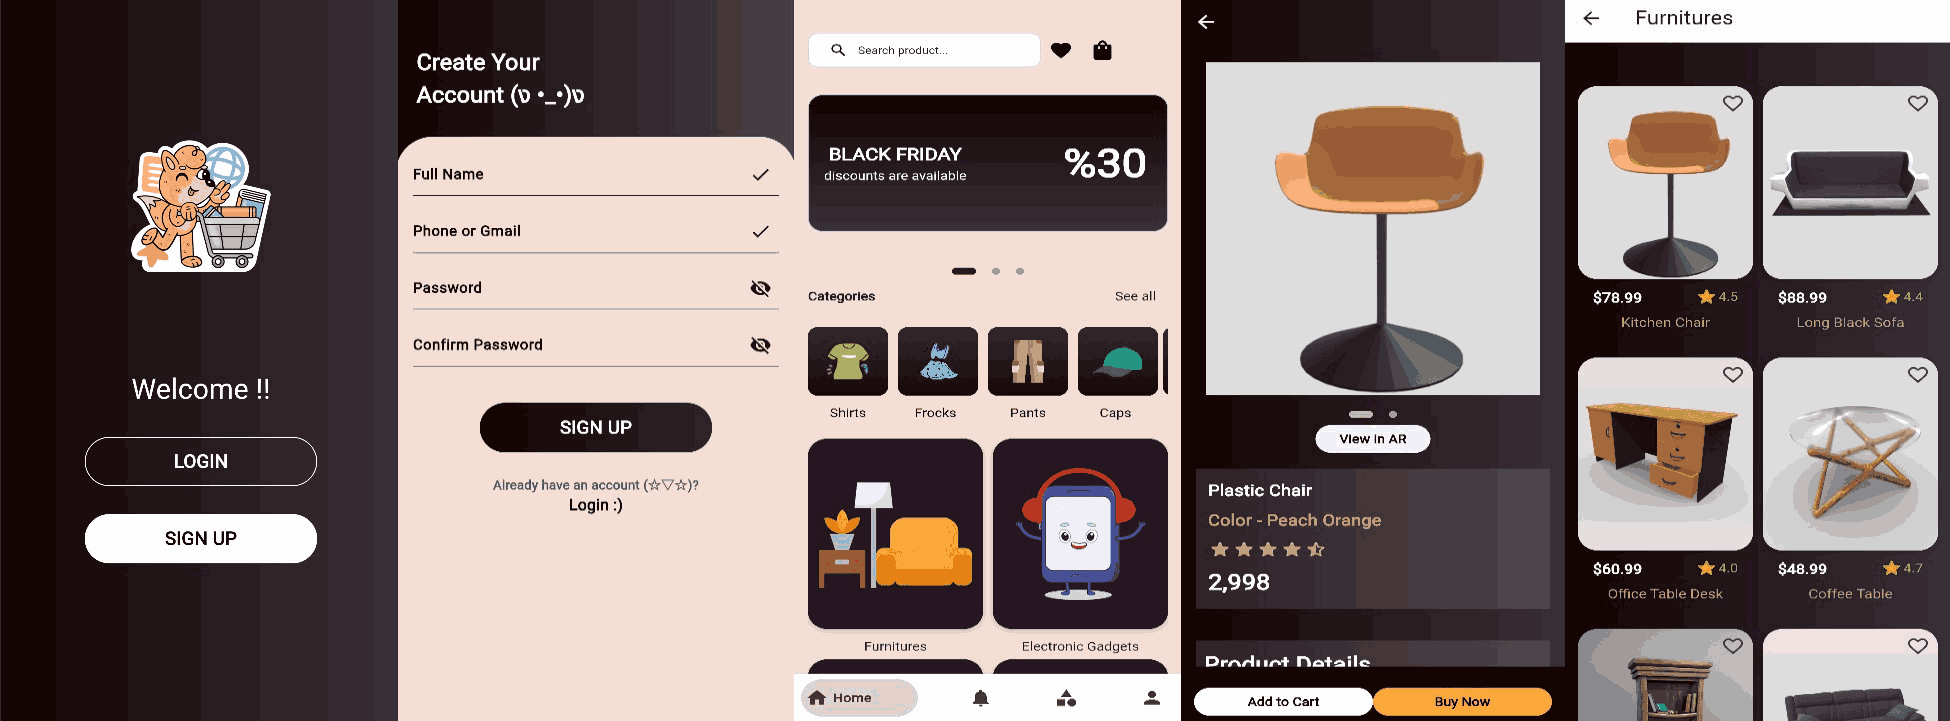 Welcome !!
LOGIN
SIGN UP
Create Your
Account (ʋ •_•)ʋ
Full Name
Phone or Gmail
Password
Confirm Password
SIGN UP
Already have an account (☆▽☆)?
Login :)
Search product...
BLACK FRIDAY
discounts are available
%30
Categories
See all
Shirts
Frocks
Pants
Caps
Furnitures
Electronic Gadgets
Home
View in AR
Plastic Chair
Color - Peach Orange
2,998
Product Details
Add to Cart
Buy Now
Furnitures
$78.99
4.5
Kitchen Chair
$88.99
4.4
Long Black Sofa
$60.99
4.0
Office Table Desk
$48.99
4.7
Coffee Table